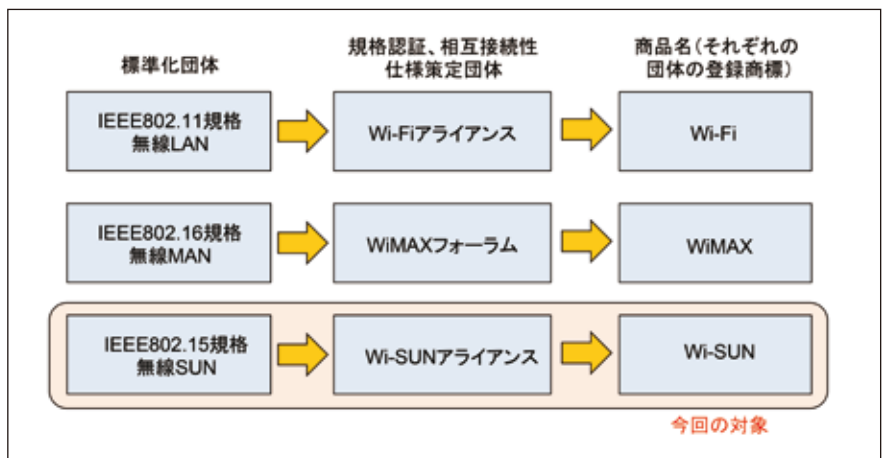 標準化団体
規格認証、相互接続性
仕様策定団体
商品名(それぞれの
団体の登録商標)
IEEE802.11規格
無線LAN
Wi-Fiアライアンス
Wi-Fi
IEEE802.16規格
無線MAN
WiMAXフォーラム
WiMAX
IEEE802.15規格
無線SUN
Wi-SUNアライアンス
Wi-SUN
今回の対象